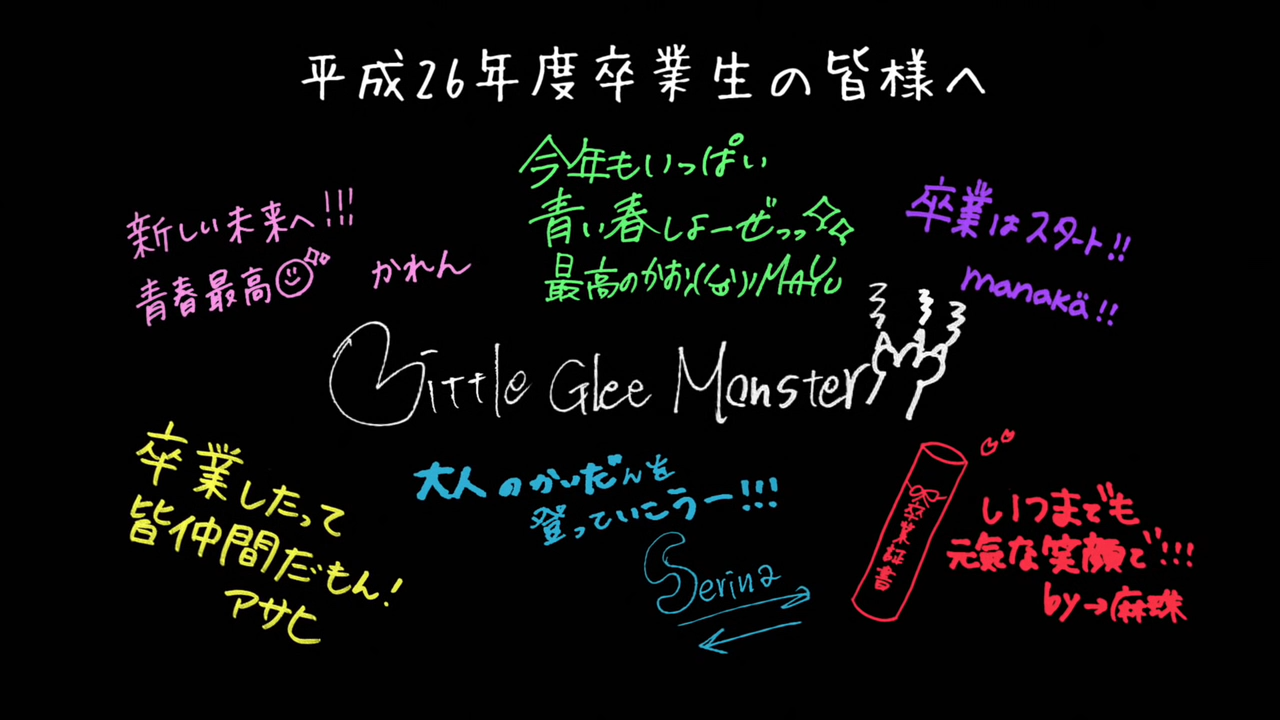 平成26年度卒業生の皆様へ
新しい未来へ!!!
青春最高
かれん
今年もいっぱい
青い春しよーぜっっ
最高のかお\(^ω^)/MAYU
卒業はスタート!!
manaka!!
Little Glee Monster
卒業したって
皆仲間だもん!
アサヒ
大人のかいだんを
登っていこうー!!!
Serina
卒業証書
いつまでも
元気な笑顔で!!!
by→麻珠